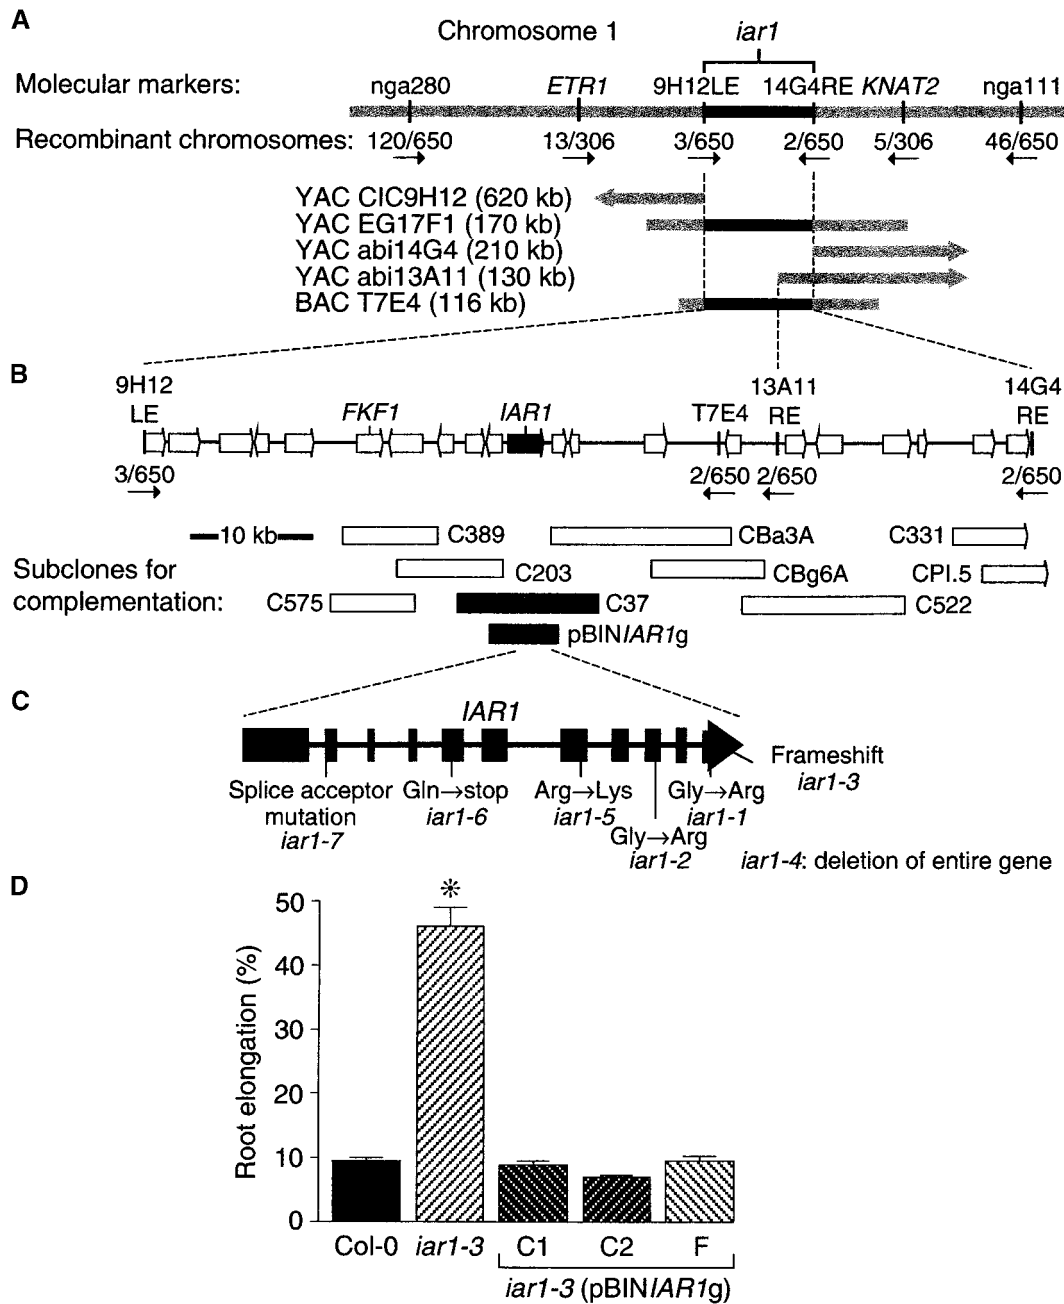 A
Chromosome 1
iar1
Molecular markers:
nga280 ETR1 9H12LE 14G4RE KNAT2 nga111
Recombinant chromosomes:
120/650 13/306 3/650 2/650 5/306 46/650
YAC CIC9H12 (620 kb)
YAC EG17F1 (170 kb)
YAC abi14G4 (210 kb)
YAC abi13A11 (130 kb)
BAC T7E4 (116 kb)
B
9H12 LE
FKF1
IAR1
T7E4
13A11 RE
14G4 RE
3/650 2/650 2/650 2/650
10 kb
C389 CBa3A C331
Subclones for complementation:
C203 CBg6A CPI.5
C575 C37 C522
pBINIAR1g
C
IAR1
Frameshift
iar1-3
Splice acceptor mutation
iar1-7
Gln→stop
iar1-6
Arg→Lys
iar1-5
Gly→Arg
iar1-1
Gly→Arg
iar1-2
iar1-4: deletion of entire gene
D
Root elongation (%)
50
40
30
20
10
0
*
Col-0 iar1-3 C1 C2 F
iar1-3 (pBINIAR1g)